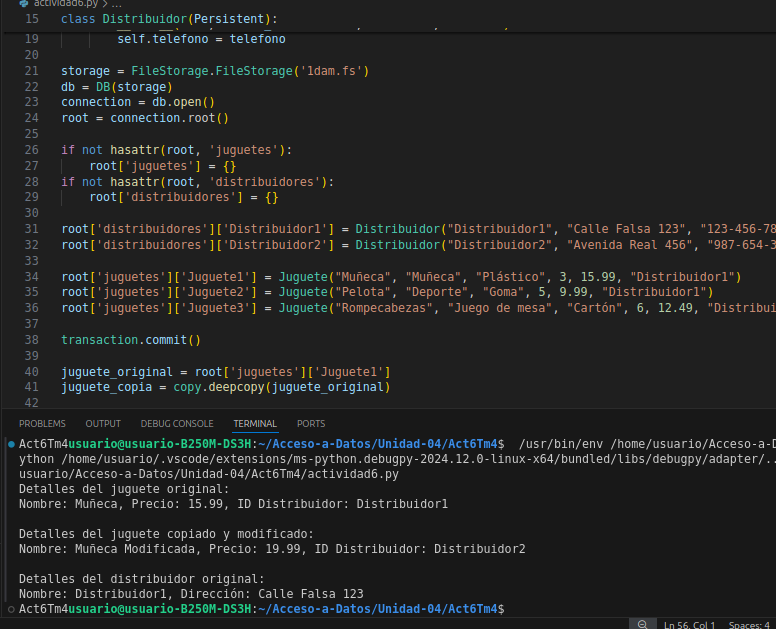 actividad6.py > ...
15 class Distribuidor(Persistent):
19 self.telefono = telefono
20
21 storage = FileStorage.FileStorage('1dam.fs')
22 db = DB(storage)
23 connection = db.open()
24 root = connection.root()
25
26 if not hasattr(root, 'juguetes'):
27 root['juguetes'] = {}
28 if not hasattr(root, 'distribuidores'):
29 root['distribuidores'] = {}
30
31 root['distribuidores']['Distribuidor1'] = Distribuidor("Distribuidor1", "Calle Falsa 123", "123-456-78
32 root['distribuidores']['Distribuidor2'] = Distribuidor("Distribuidor2", "Avenida Real 456", "987-654-3
33
34 root['juguetes']['Juguete1'] = Juguete("Muñeca", "Muñeca", "Plástico", 3, 15.99, "Distribuidor1")
35 root['juguetes']['Juguete2'] = Juguete("Pelota", "Deporte", "Goma", 5, 9.99, "Distribuidor1")
36 root['juguetes']['Juguete3'] = Juguete("Rompecabezas", "Juego de mesa", "Cartón", 6, 12.49, "Distribui
37
38 transaction.commit()
39
40 juguete_original = root['juguetes']['Juguete1']
41 juguete_copia = copy.deepcopy(juguete_original)
42
PROBLEMS OUTPUT DEBUG CONSOLE TERMINAL PORTS
Act6Tm4usuario@usuario-B250M-DS3H:~/Acceso-a-Datos/Unidad-04/Act6Tm4$ /usr/bin/env /home/usuario/Acceso-a-D
ython /home/usuario/.vscode/extensions/ms-python.debugpy-2024.12.0-linux-x64/bundled/libs/debugpy/adapter/..
usuario/Acceso-a-Datos/Unidad-04/Act6Tm4/actividad6.py
Detalles del juguete original:
Nombre: Muñeca, Precio: 15.99, ID Distribuidor: Distribuidor1
Detalles del juguete copiado y modificado:
Nombre: Muñeca Modificada, Precio: 19.99, ID Distribuidor: Distribuidor2
Detalles del distribuidor original:
Nombre: Distribuidor1, Dirección: Calle Falsa 123
Act6Tm4usuario@usuario-B250M-DS3H:~/Acceso-a-Datos/Unidad-04/Act6Tm4$
Ln 56, Col 1 Spaces: 4